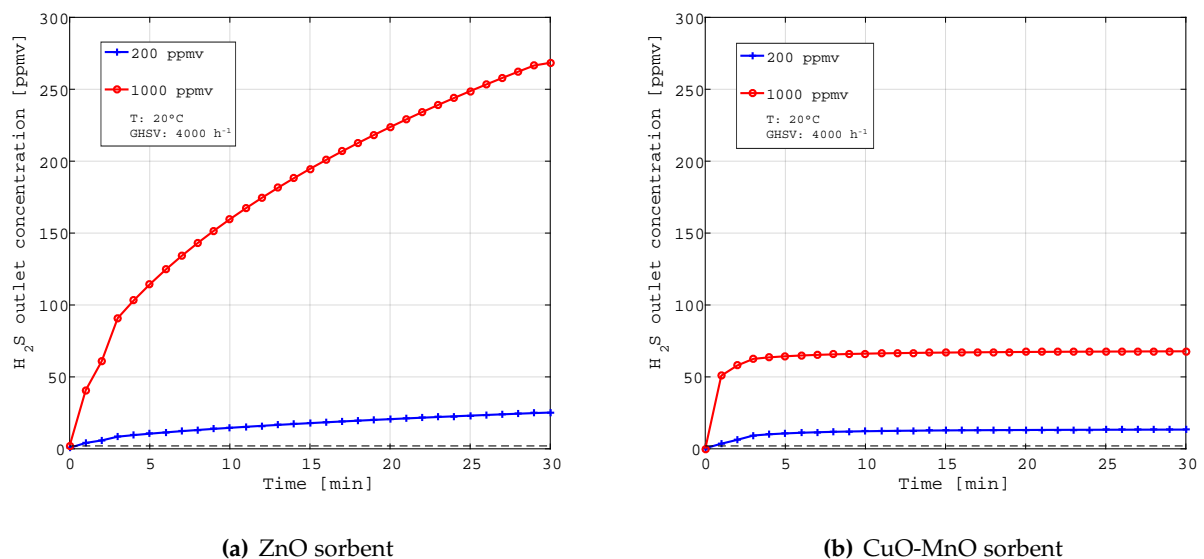 300
250
200
150
100
50
0
H2S outlet concentration [ppmv]
200 ppmv
1000 ppmv
T: 20ºC
GHSV: 4000 h-1
0 5 10 15 20 25 30
Time [min]
(a) ZnO sorbent
300
250
200
150
100
50
0
H2S outlet concentration [ppmv]
200 ppmv
1000 ppmv
T: 20ºC
GHSV: 4000 h-1
0 5 10 15 20 25 30
Time [min]
(b) CuO-MnO sorbent